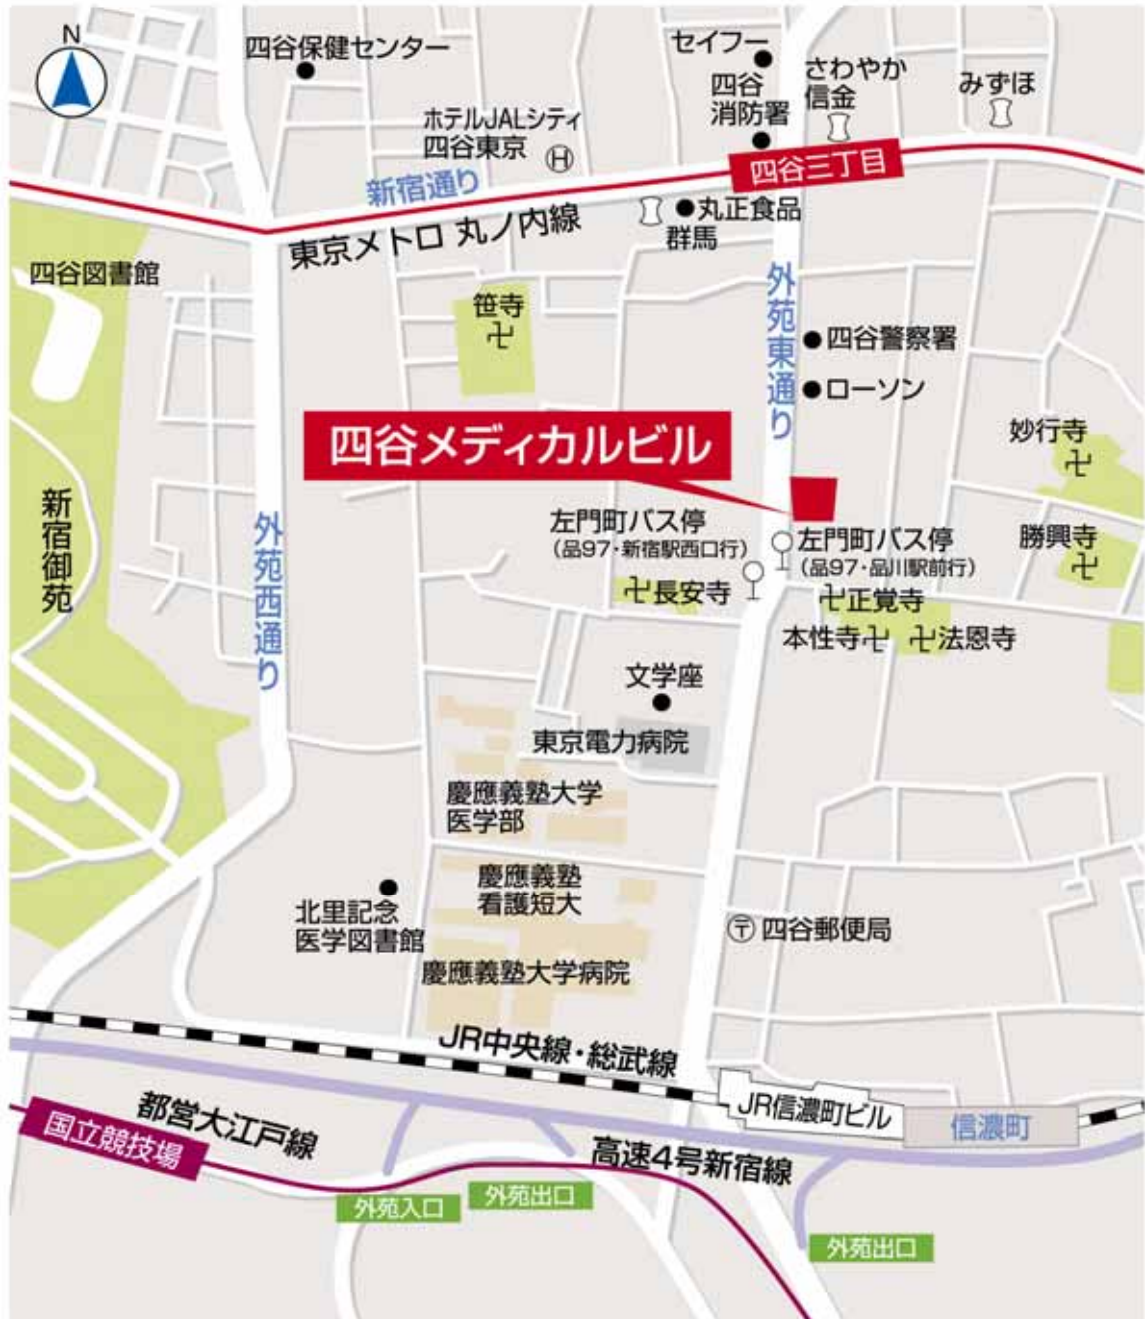 N
四谷保健センター
セイフー
四谷
消防署
さわやか
信金
みずほ
ホテルJALシティ
四谷東京
H
四谷三丁目
新宿通り
東京メトロ 丸ノ内線
丸正食品
群馬
四谷図書館
笹寺
卍
外苑東通り
四谷警察署
ローソン
四谷メディカルビル
妙行寺
卍
新宿御苑
外苑西通り
左門町バス停
(品97・新宿駅西口行)
左門町バス停
(品97・品川駅前行)
勝興寺
卍
卍長安寺
卍正覚寺
本性寺卍
卍法恩寺
文学座
東京電力病院
慶應義塾大学
医学部
慶應義塾
看護短大
北里記念
医学図書館
〒四谷郵便局
慶應義塾大学病院
JR中央線・総武線
JR信濃町ビル
信濃町
都営大江戸線
国立競技場
高速4号新宿線
外苑入口
外苑出口
外苑出口